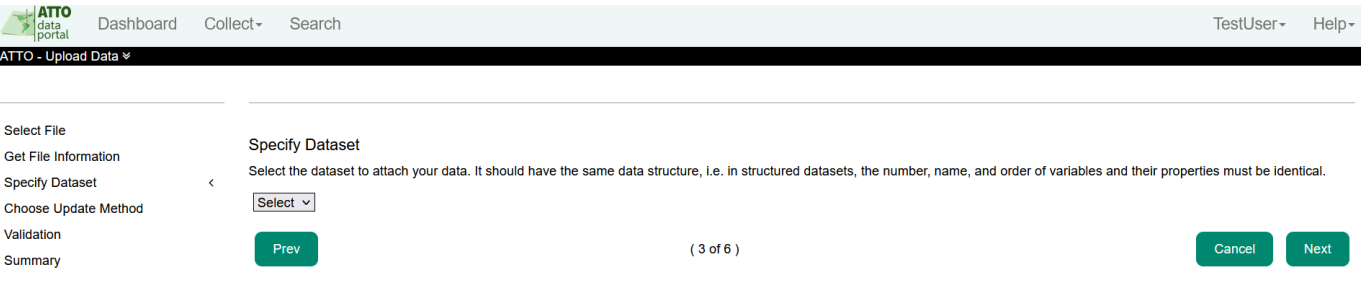 ATTO
data
portal
Dashboard Collect Search TestUser Help
ATTO - Upload Data
Select File
Get File Information
Specify Dataset
Choose Update Method
Validation
Summary
Specify Dataset
Select the dataset to attach your data. It should have the same data structure, i.e. in structured datasets, the number, name, and order of variables and their properties must be identical.
Select
Prev ( 3 of 6 ) Cancel Next